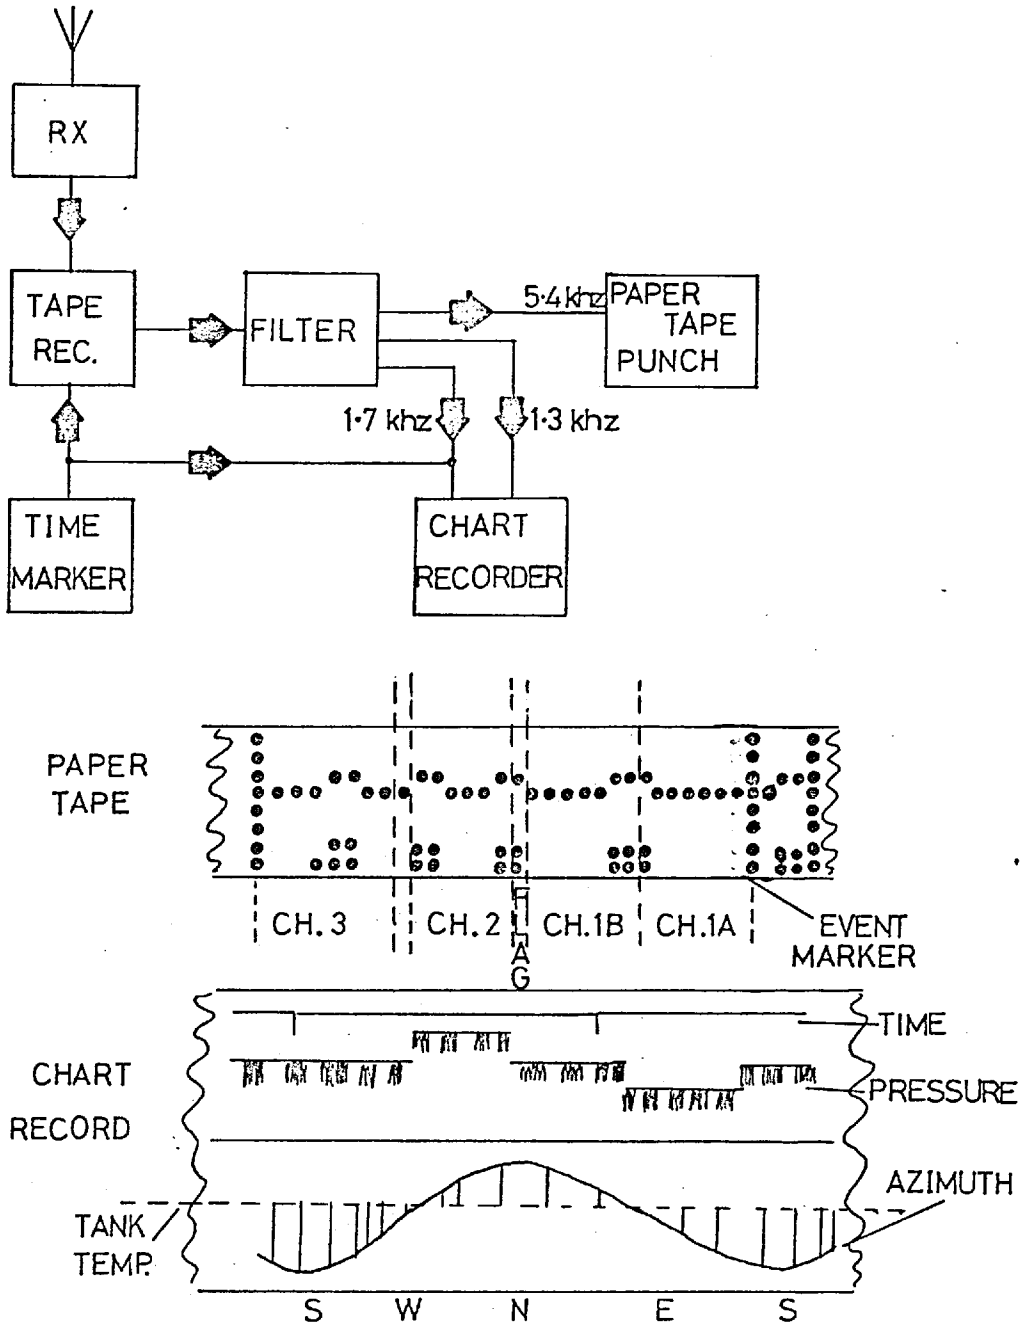 RX
TAPE
REC.
FILTER
5.4 khz
PAPER
TAPE
PUNCH
1.7 khz
1.3 khz
TIME
MARKER
CHART
RECORDER
PAPER
TAPE
CH.3
CH.2
FLAG
CH.1B
CH.1A
EVENT
MARKER
CHART
RECORD
TIME
PRESSURE
AZIMUTH
TANK
TEMP.
S W N E S